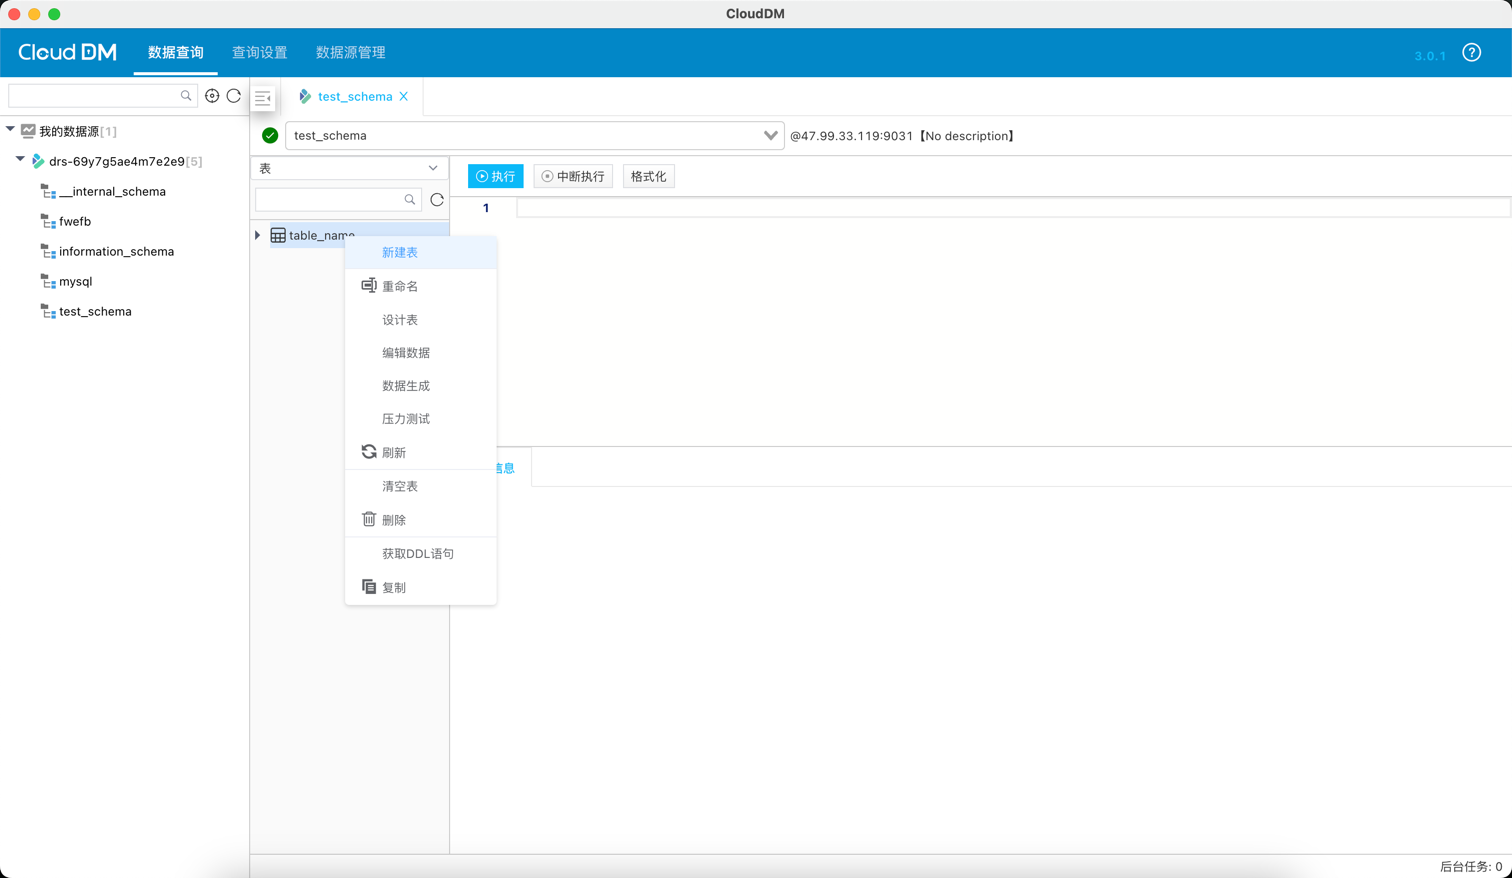 CloudDM
Cloud DM
数据查询
查询设置
数据源管理
3.0.1
?
test_schema
我的数据源[1]
drs-69y7g5ae4m7e2e9[5]
__internal_schema
fwefb
information_schema
mysql
test_schema
test_schema
@47.99.33.119:9031【No description】
表
执行
中断执行
格式化
1
table_name
新建表
重命名
设计表
编辑数据
数据生成
压力测试
刷新
清空表
删除
获取DDL语句
复制
信息
后台任务: 0